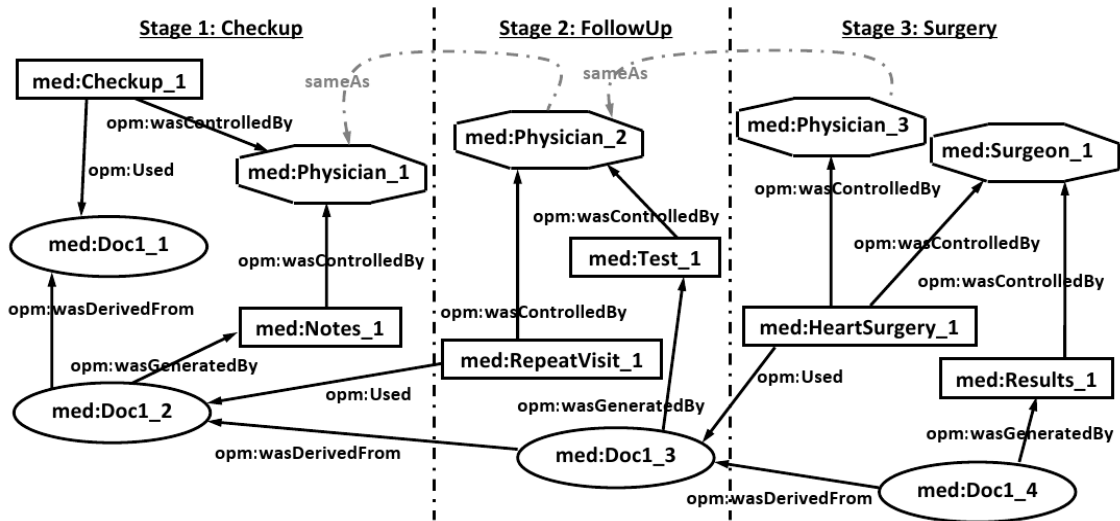 Stage 1: Checkup
Stage 2: FollowUp
Stage 3: Surgery
med:Checkup_1
sameAs
sameAs
opm:wasControlledBy
med:Physician_1
opm:Used
med:Doc1_1
opm:wasControlledBy
opm:wasDerivedFrom
med:Notes_1
opm:wasGeneratedBy
med:Doc1_2
med:Physician_2
opm:wasControlledBy
med:Test_1
opm:wasControlledBy
med:RepeatVisit_1
opm:Used
opm:wasGeneratedBy
opm:wasDerivedFrom
med:Doc1_3
med:Physician_3
med:Surgeon_1
opm:wasControlledBy
opm:wasControlledBy
opm:wasControlledBy
med:HeartSurgery_1
opm:Used
med:Results_1
opm:wasGeneratedBy
opm:wasDerivedFrom
med:Doc1_4